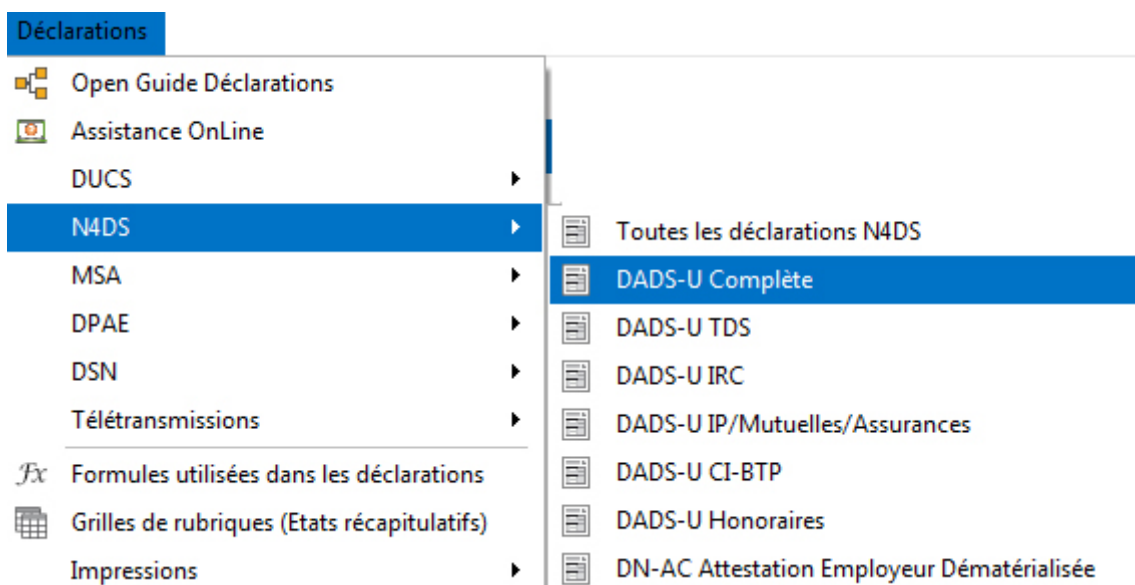 Déclarations
Open Guide Déclarations
Assistance OnLine
DUCS
N4DS
MSA
DPAE
DSN
Télétransmissions
Fx Formules utilisées dans les déclarations
Grilles de rubriques (Etats récapitulatifs)
Impressions
Toutes les déclarations N4DS
DADS-U Complète
DADS-U TDS
DADS-U IRC
DADS-U IP/Mutuelles/Assurances
DADS-U CI-BTP
DADS-U Honoraires
DN-AC Attestation Employeur Dématérialisée